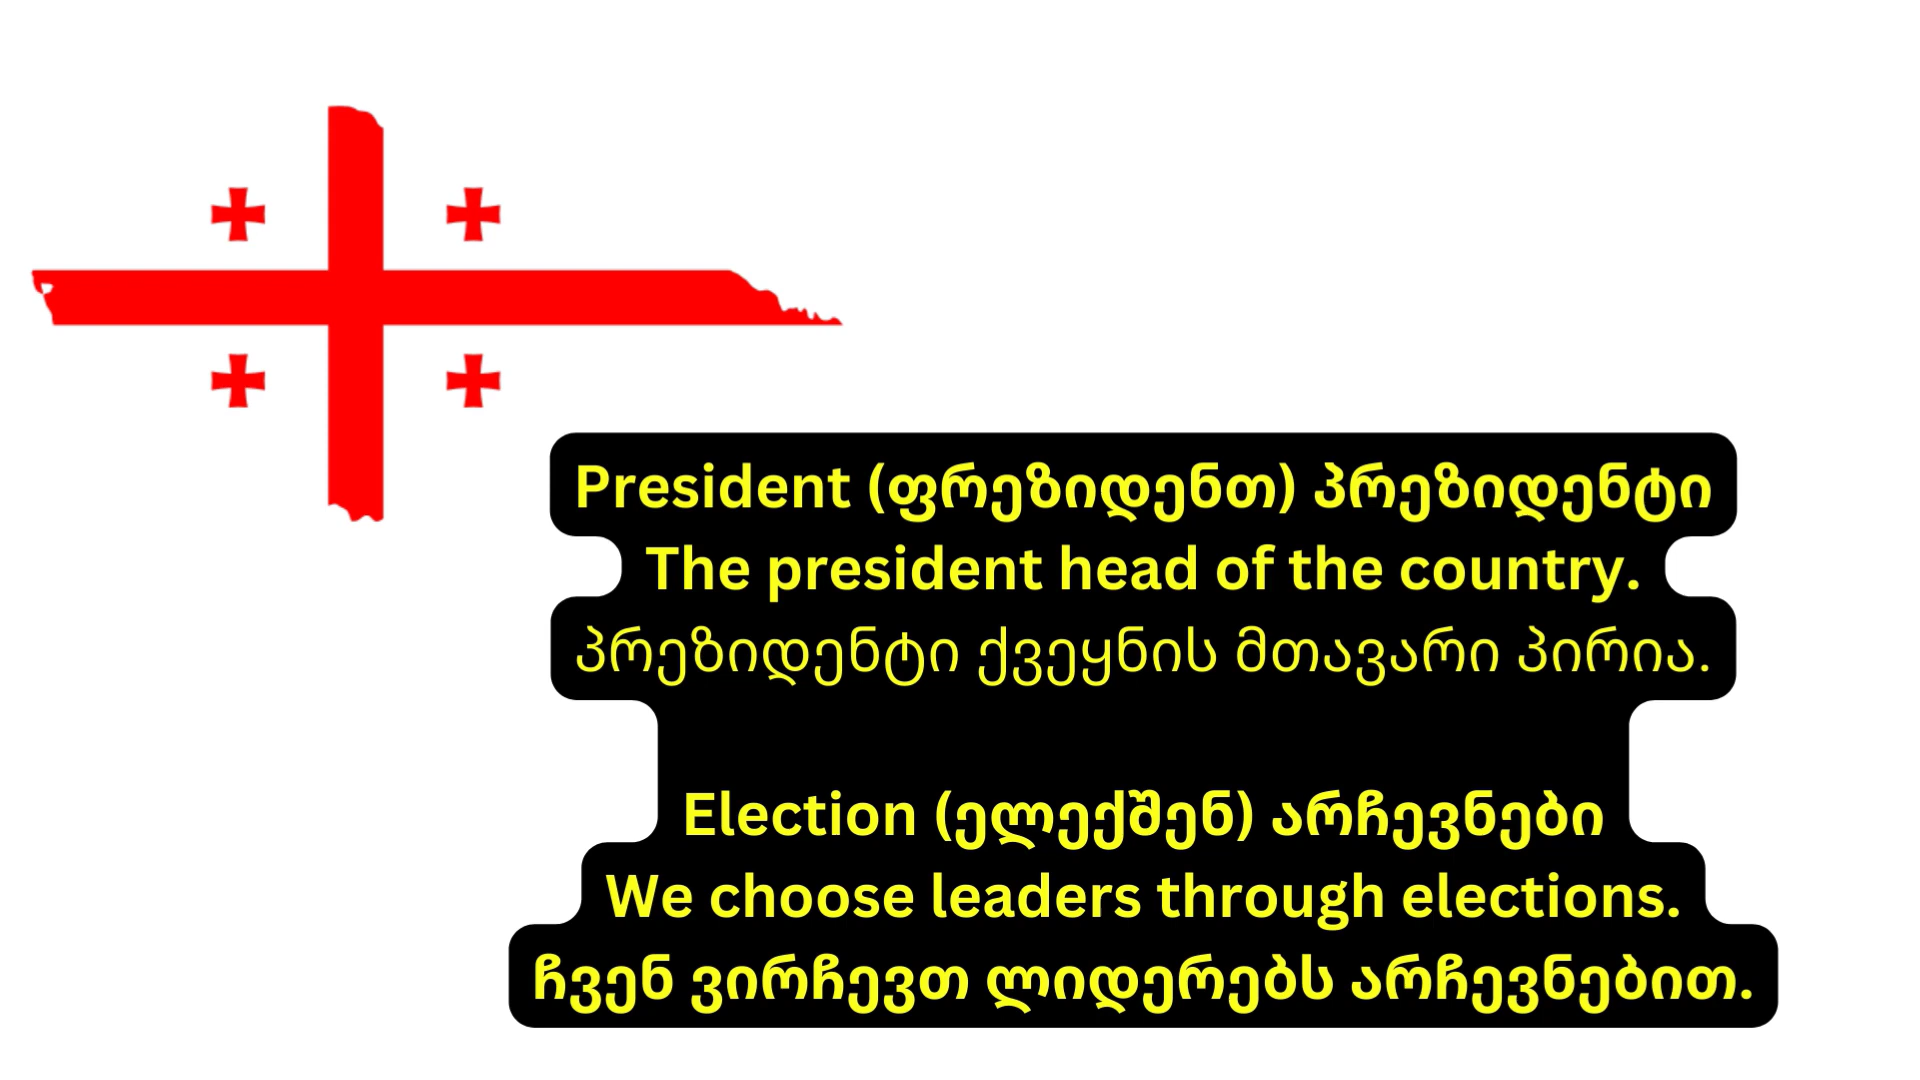 President (ფრეზიდენთ) პრეზიდენტი
The president head of the country.
პრეზიდენტი ქვეყნის მთავარი პირია.
Election (ელექშენ) არჩევნები
We choose leaders through elections.
ჩვენ ვირჩევთ ლიდერებს არჩევნებით.